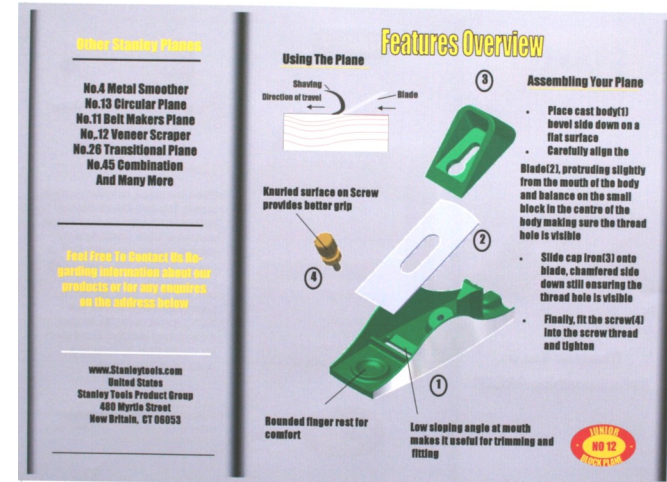 Other Stanley Planes
No.4 Metal Smoother
No.13 Circular Plane
No.11 Belt Makers Plane
No,.12 Veneer Scraper
No.26 Transitional Plane
No.45 Combination
And Many More
Feel Free To Contact Us Re-
garding information about our
products or for any enquires
on the address below
www.Stanleytools.com
United States
Stanley Tools Product Group
480 Myrtle Street
New Britain, CT 06053
Features Overview
Using The Plane
Shaving
Direction of travel
Blade
Knurled surface on Screw
provides better grip
4
3
2
1
Rounded finger rest for
comfort
Low sloping angle at mouth
makes it useful for trimming and
fitting
Assembling Your Plane
• Place cast body(1)
bevel side down on a
flat surface
• Carefully align the
Blade(2), protruding slightly
from the mouth of the body
and balance on the small
block in the centre of the
body making sure the thread
hole is visible
• Slide cap iron(3) onto
blade, chamfered side
down still ensuring the
thread hole is visible
• Finally, fit the screw(4)
into the screw thread
and tighten
JUNIOR
NO 12
BLOCK PLANE